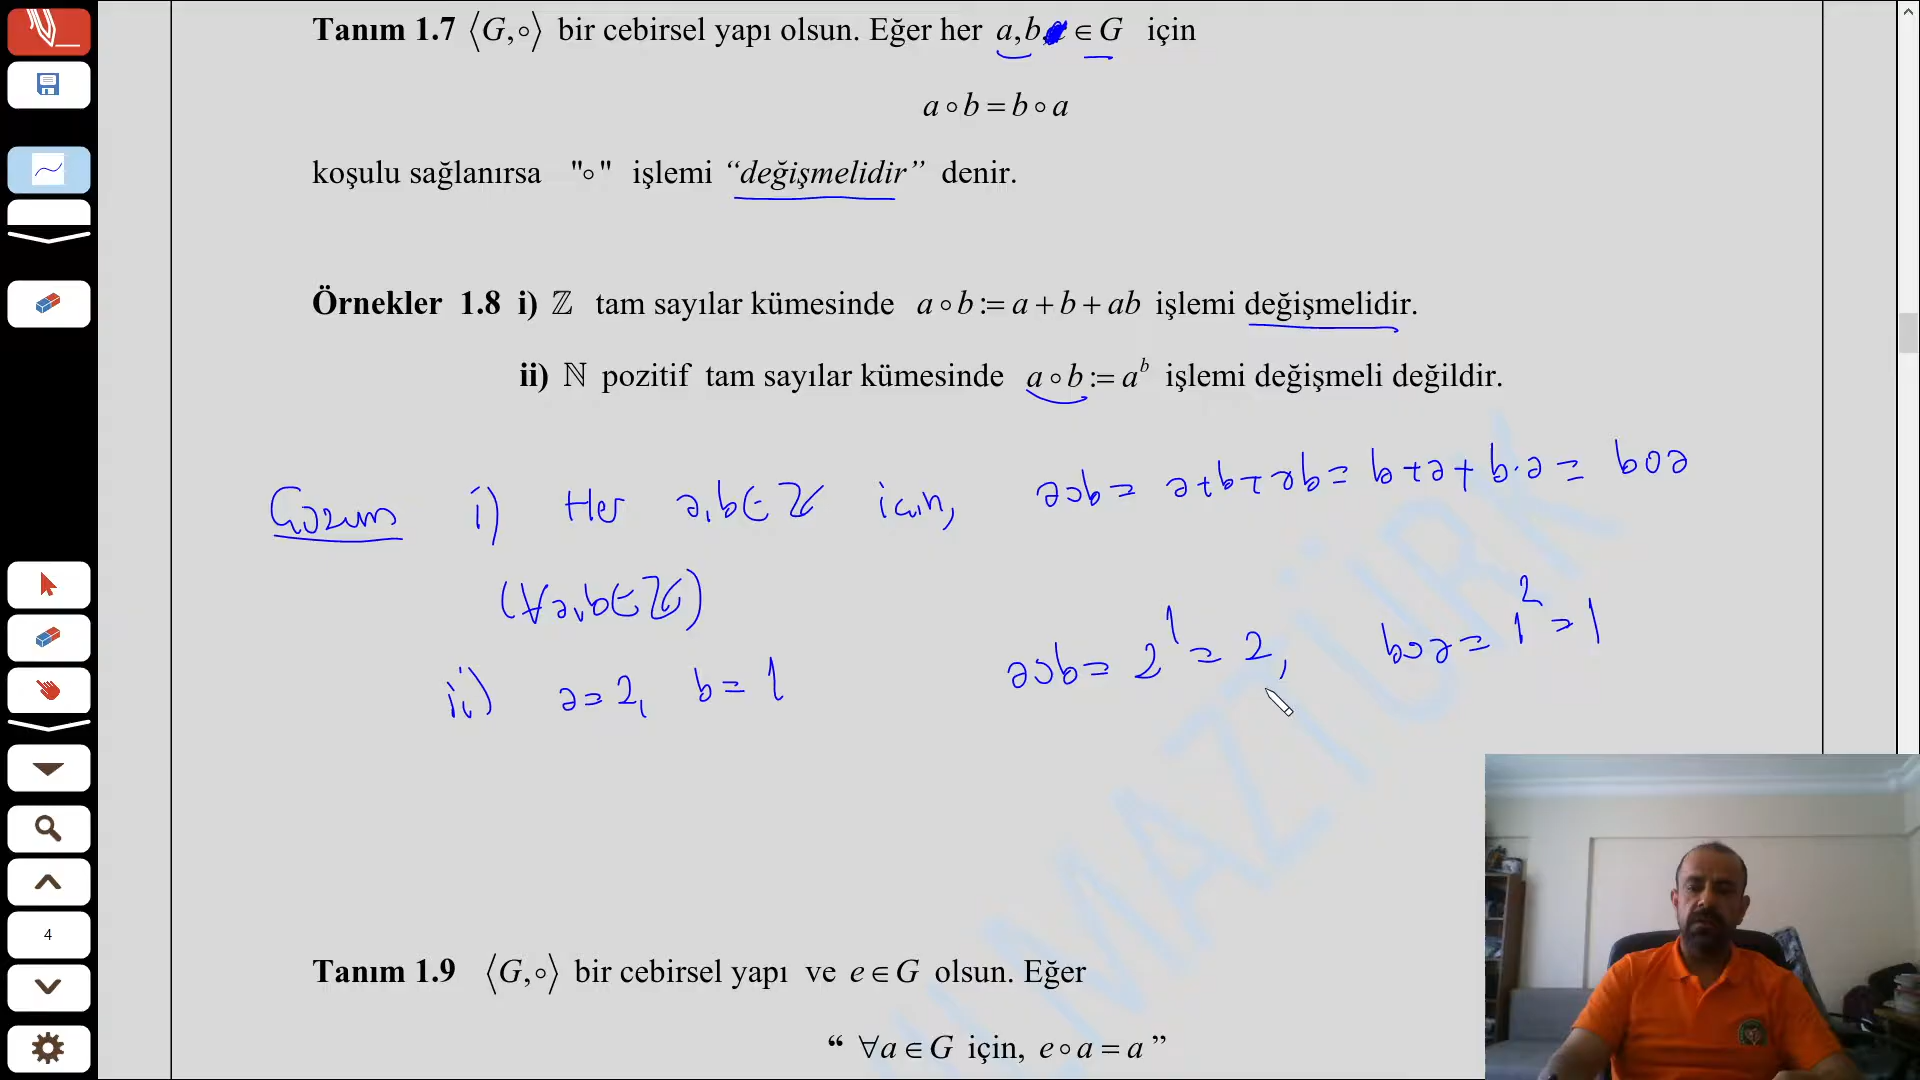 Tanım 1.7 ⟨G,∘⟩ bir cebirsel yapı olsun. Eğer her a,b, ∈ G için
a ∘ b = b ∘ a
koşulu sağlanırsa "∘" işlemi “değişmelidir” denir.
Örnekler 1.8 i) ℤ tam sayılar kümesinde a ∘ b := a + b + ab işlemi değişmelidir.
ii) ℕ pozitif tam sayılar kümesinde a ∘ b := a^b işlemi değişmeli değildir.
Çözüm i) Her a,b ∈ ℤ için, a∘b = a+b+ab = b+a+b·a = b∘a
(∀a,b∈ℤ)
ii) a=2, b=1 a∘b = 2^1 = 2, b∘a = 1^2 = 1
MAZTÜRK
4
Tanım 1.9 ⟨G,∘⟩ bir cebirsel yapı ve e ∈ G olsun. Eğer
“ ∀a ∈ G için, e ∘ a = a ”